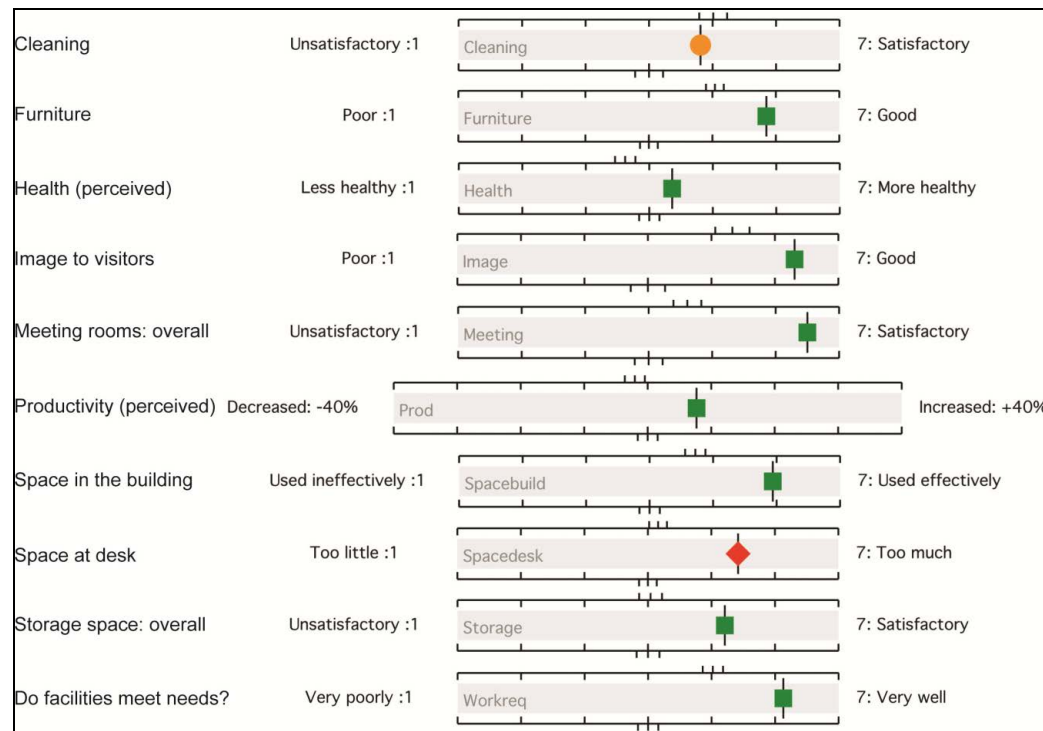 Cleaning Unsatisfactory :1 Cleaning 7: Satisfactory
Furniture Poor :1 Furniture 7: Good
Health (perceived) Less healthy :1 Health 7: More healthy
Image to visitors Poor :1 Image 7: Good
Meeting rooms: overall Unsatisfactory :1 Meeting 7: Satisfactory
Productivity (perceived) Decreased: -40% Prod Increased: +40%
Space in the building Used ineffectively :1 Spacebuild 7: Used effectively
Space at desk Too little :1 Spacedesk 7: Too much
Storage space: overall Unsatisfactory :1 Storage 7: Satisfactory
Do facilities meet needs? Very poorly :1 Workreq 7: Very well